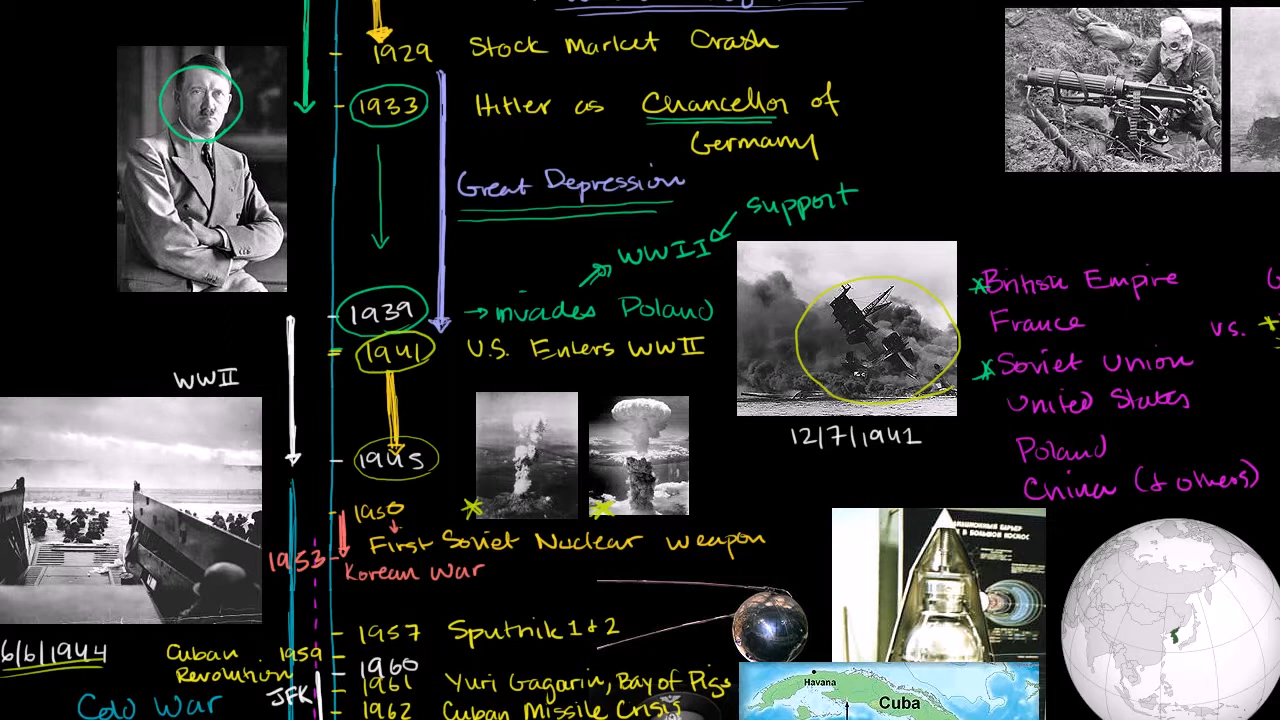 1929 Stock Market Crash
1933 Hitler as Chancellor of
Germany
Great Depression
support
WWII
1939 → invades Poland
1941 U.S. Enters WWII
WWII
1945
12/7/1941
British Empire
France
vs.
Soviet Union
United States
Poland
China (& others)
1950
First Soviet Nuclear weapon
1953 Korean War
1957 Sputnik 1 & 2
6/6/1944
Cuban 1959
Revolution
1960
JFK
1961 Yuri Gagarin, Bay of Pigs
1962 Cuban Missile Crisis
Cold War
Havana
Cuba